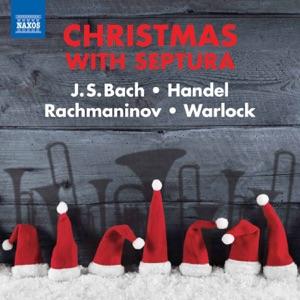 NAXOS
CHRISTMAS
WITH SEPTURA
J. S. Bach • Handel
Rachmaninov • Warlock